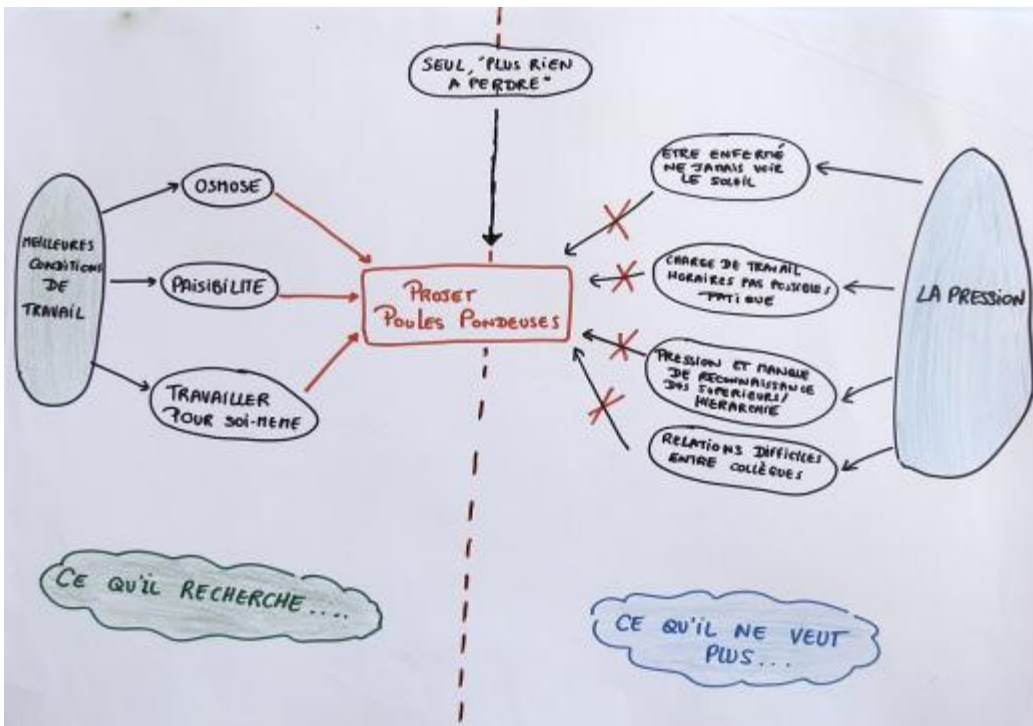 SEUL, "PLUS RIEN
A PERDRE"
MEILLEURES
CONDITIONS
DE
TRAVAIL
OSMOSE
PAISIBILITE
TRAVAILLER
POUR SOI-MEME
PROJET
POULES PONDEUSES
ETRE ENFERMÉ
NE JAMAIS VOIR
LE SOLEIL
CHARGE DE TRAVAIL
HORAIRES PAS POSSIBLES
FATIGUE
PRESSION ET MANQUE
DE RECONNAISSANCE
DES SUPERIEURS/
HIERARCHIE
RELATIONS DIFFICILES
ENTRE COLLÈGUES
LA PRESSION
CE QU'IL RECHERCHE....
CE QU'IL NE VEUT
PLUS...